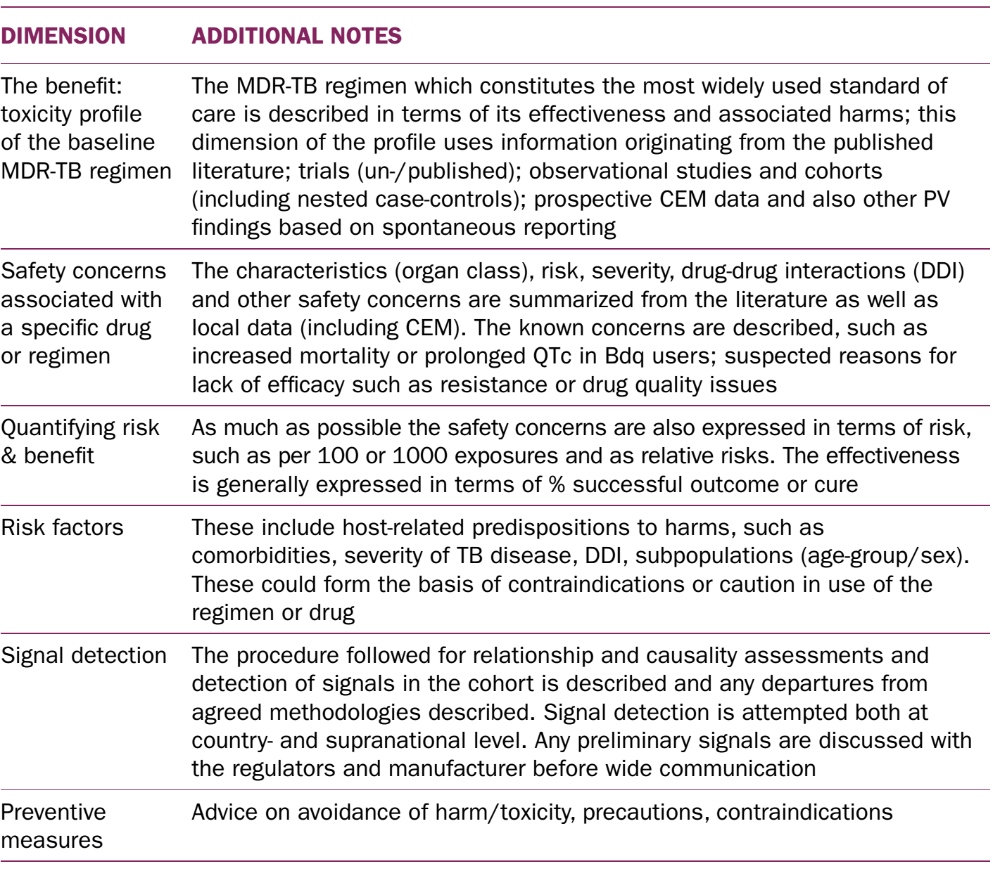 DIMENSION ADDITIONAL NOTES
The benefit: toxicity profile of the baseline MDR-TB regimen
The MDR-TB regimen which constitutes the most widely used standard of
care is described in terms of its effectiveness and associated harms; this
dimension of the profile uses information originating from the published
literature; trials (un-/published); observational studies and cohorts
(including nested case-controls); prospective CEM data and also other PV
findings based on spontaneous reporting
Safety concerns
associated with
a specific drug
or regimen
The characteristics (organ class), risk, severity, drug-drug interactions (DDI)
and other safety concerns are summarized from the literature as well as
local data (including CEM). The known concerns are described, such as
increased mortality or prolonged QTc in Bdq users; suspected reasons for
lack of efficacy such as resistance or drug quality issues
Quantifying risk
& benefit
As much as possible the safety concerns are also expressed in terms of risk,
such as per 100 or 1000 exposures and as relative risks. The effectiveness
is generally expressed in terms of % successful outcome or cure
Risk factors
These include host-related predispositions to harms, such as
comorbidities, severity of TB disease, DDI, subpopulations (age-group/sex).
These could form the basis of contraindications or caution in use of the
regimen or drug
Signal detection
The procedure followed for relationship and causality assessments and
detection of signals in the cohort is described and any departures from
agreed methodologies described. Signal detection is attempted both at
country- and supranational level. Any preliminary signals are discussed with
the regulators and manufacturer before wide communication
Preventive
measures
Advice on avoidance of harm/toxicity, precautions, contraindications